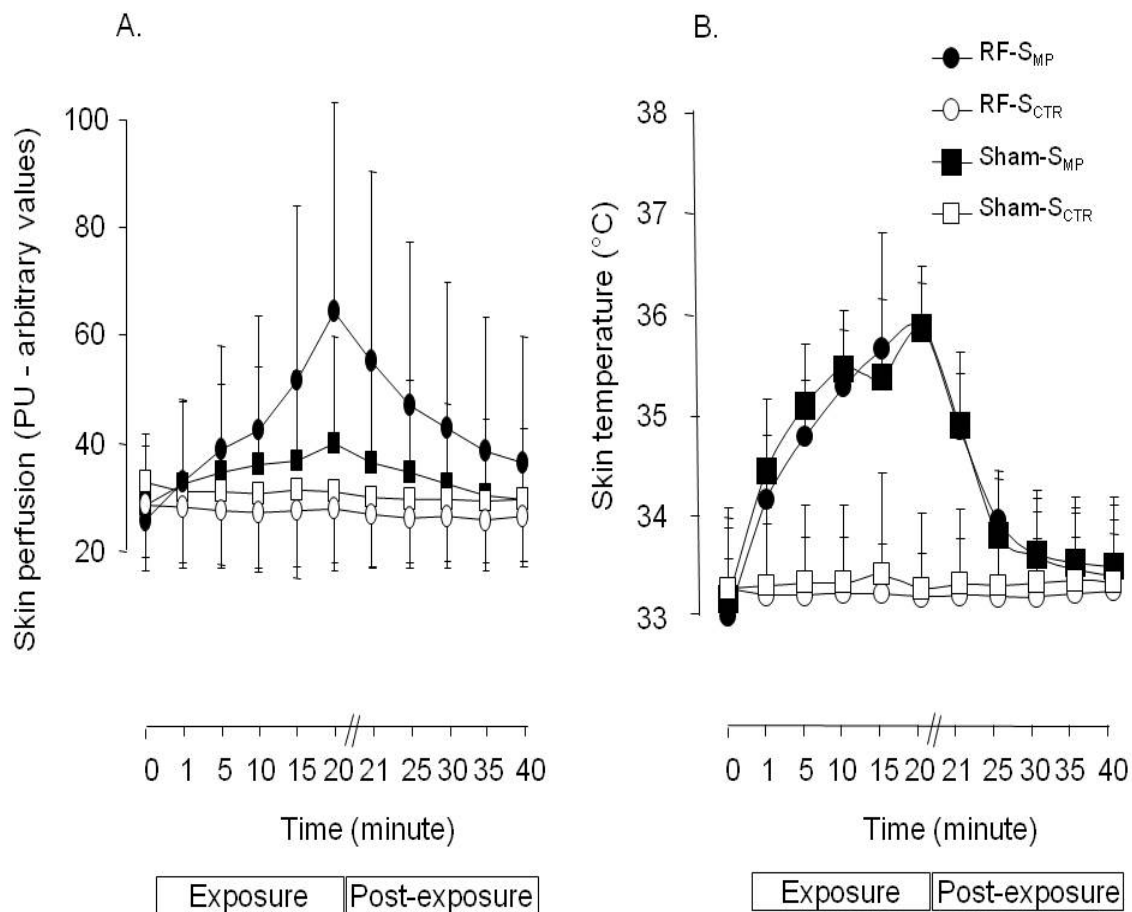 A.
Skin perfusion (PU - arbitrary values)
100
80
60
40
20
0 1 5 10 15 20 21 25 30 35 40
Time (minute)
Exposure Post-exposure
B.
RF-SMP
RF-SCTR
Sham-SMP
Sham-SCTR
Skin temperature (°C)
38
37
36
35
34
33
0 1 5 10 15 20 21 25 30 35 40
Time (minute)
Exposure Post-exposure